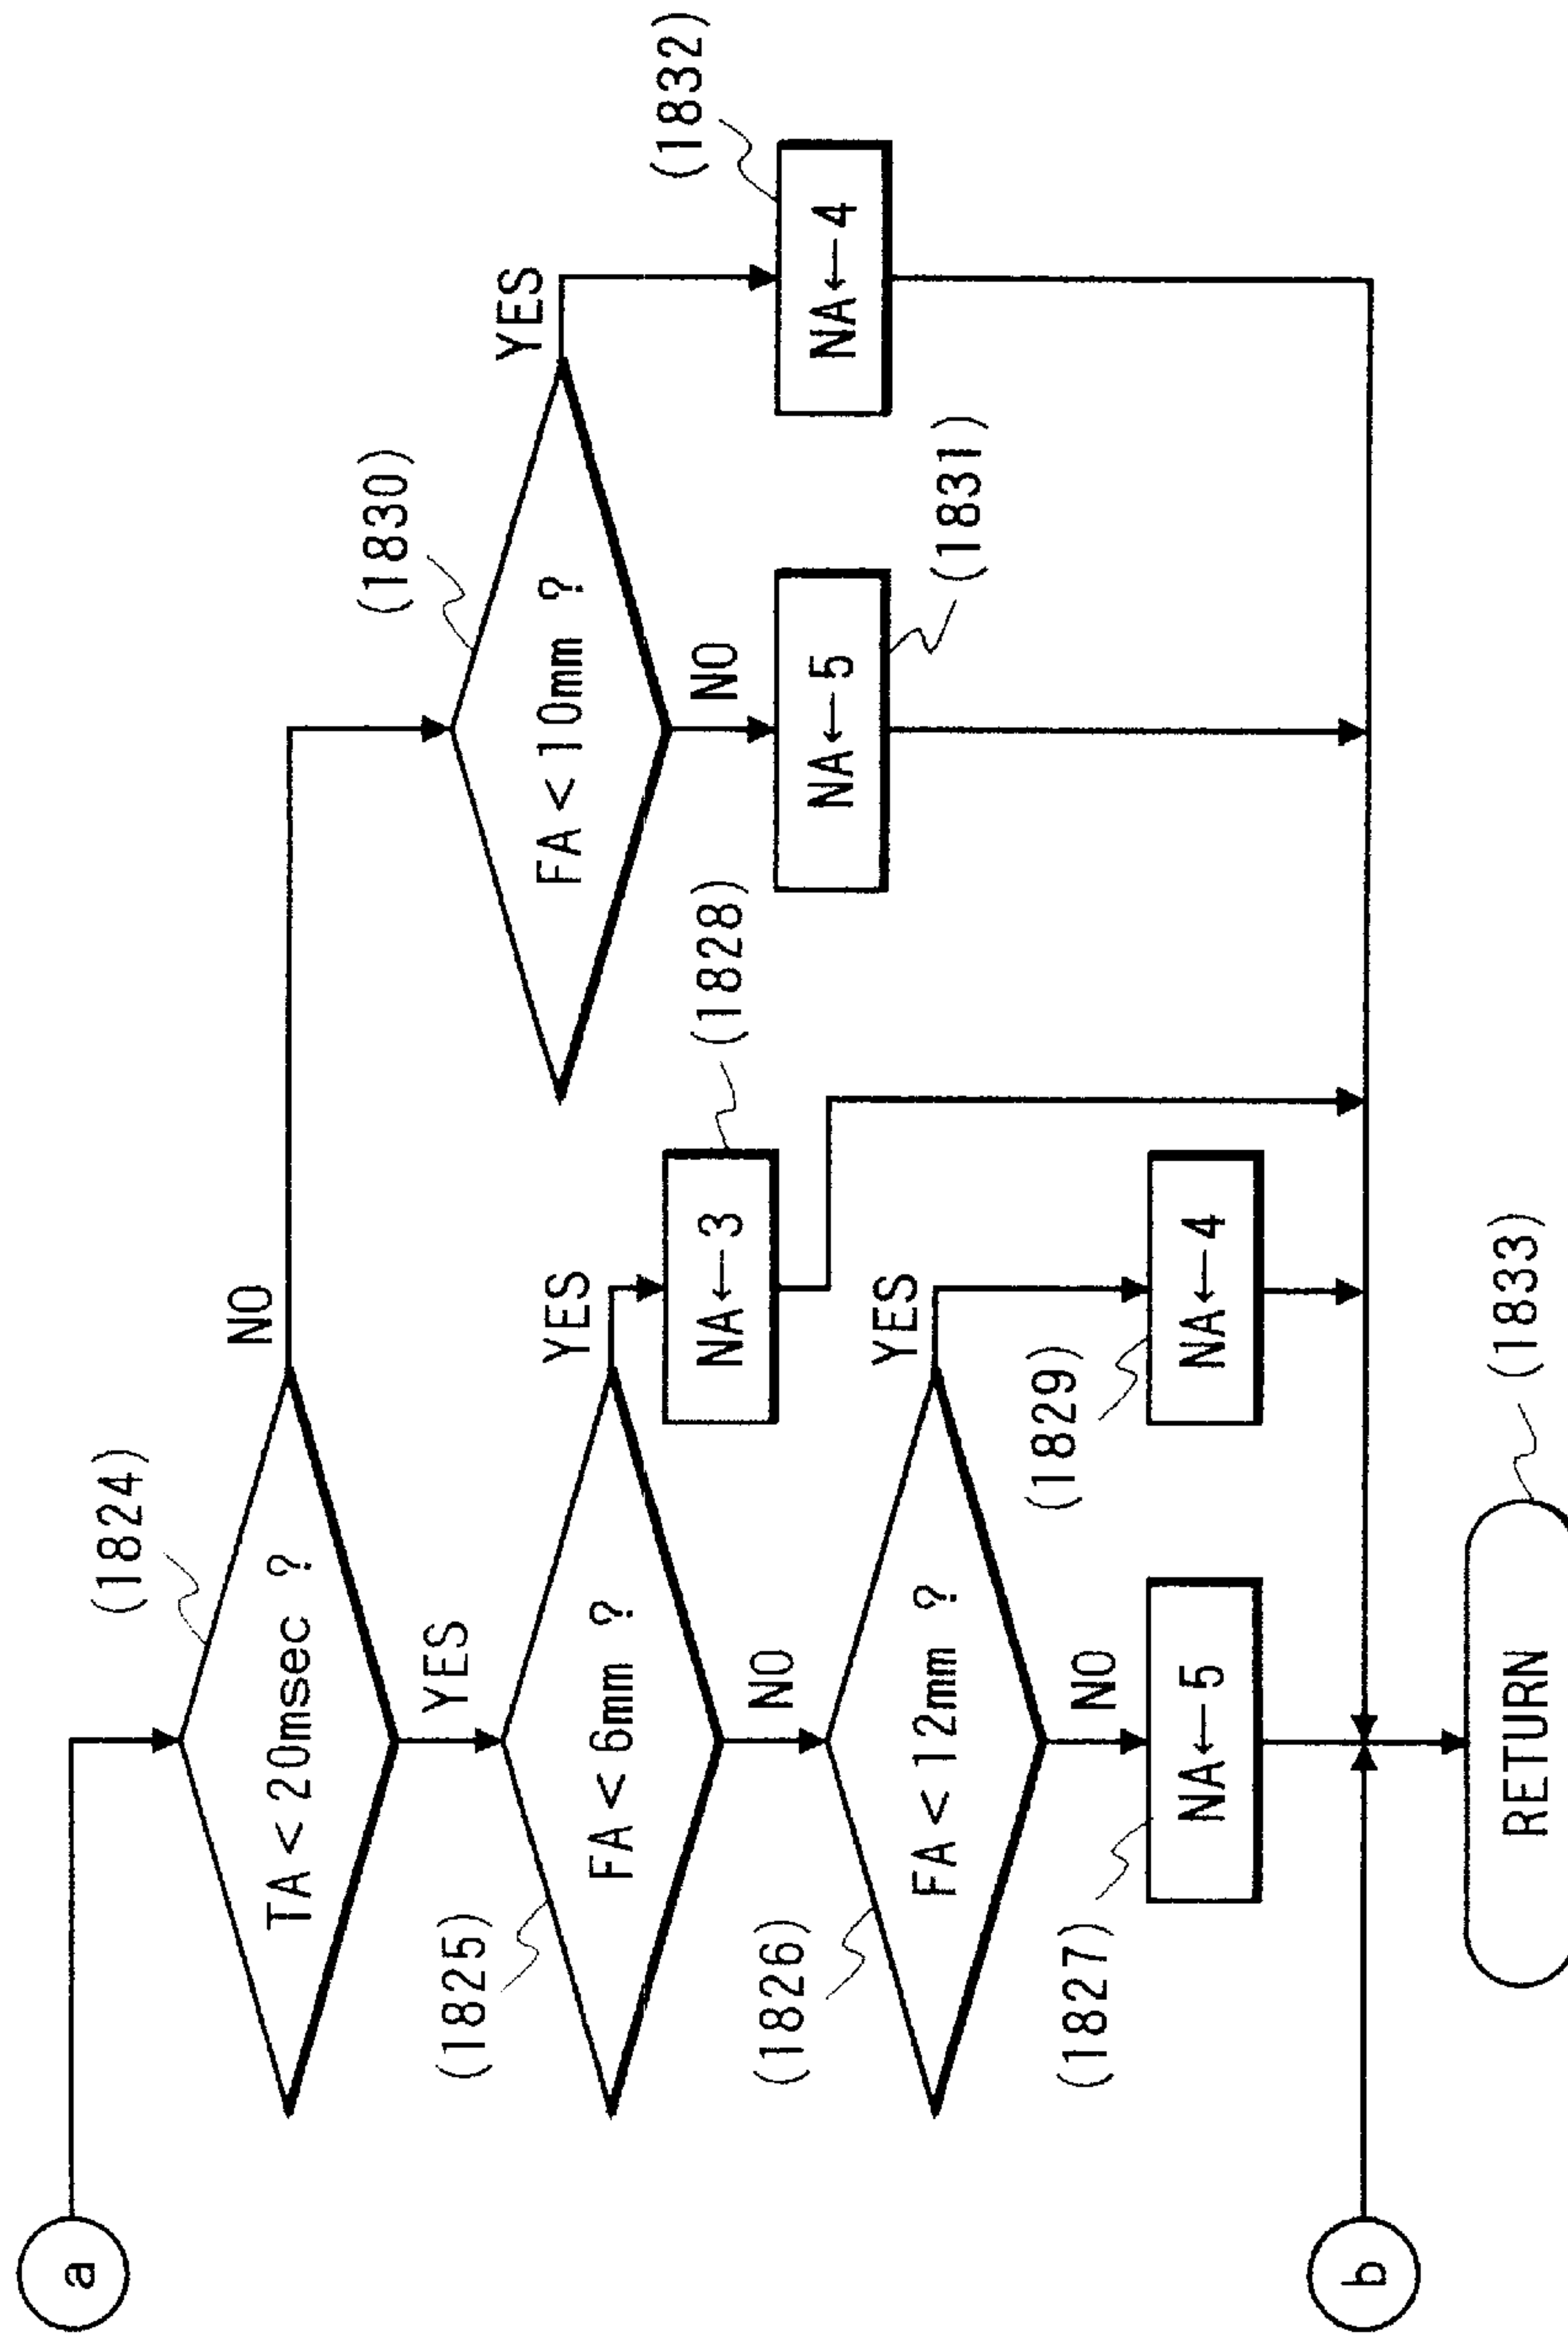 a
(1824)
TA < 20msec ?
NO
YES
(1825)
FA < 6mm ?
YES
NO
(1828)
NA←3
(1826)
FA < 12mm ?
YES
NO
(1829)
NA←4
(1827)
NA←5
(1830)
FA < 10mm ?
YES
NO
(1832)
NA←4
(1831)
NA←5
b
RETURN
(1833)